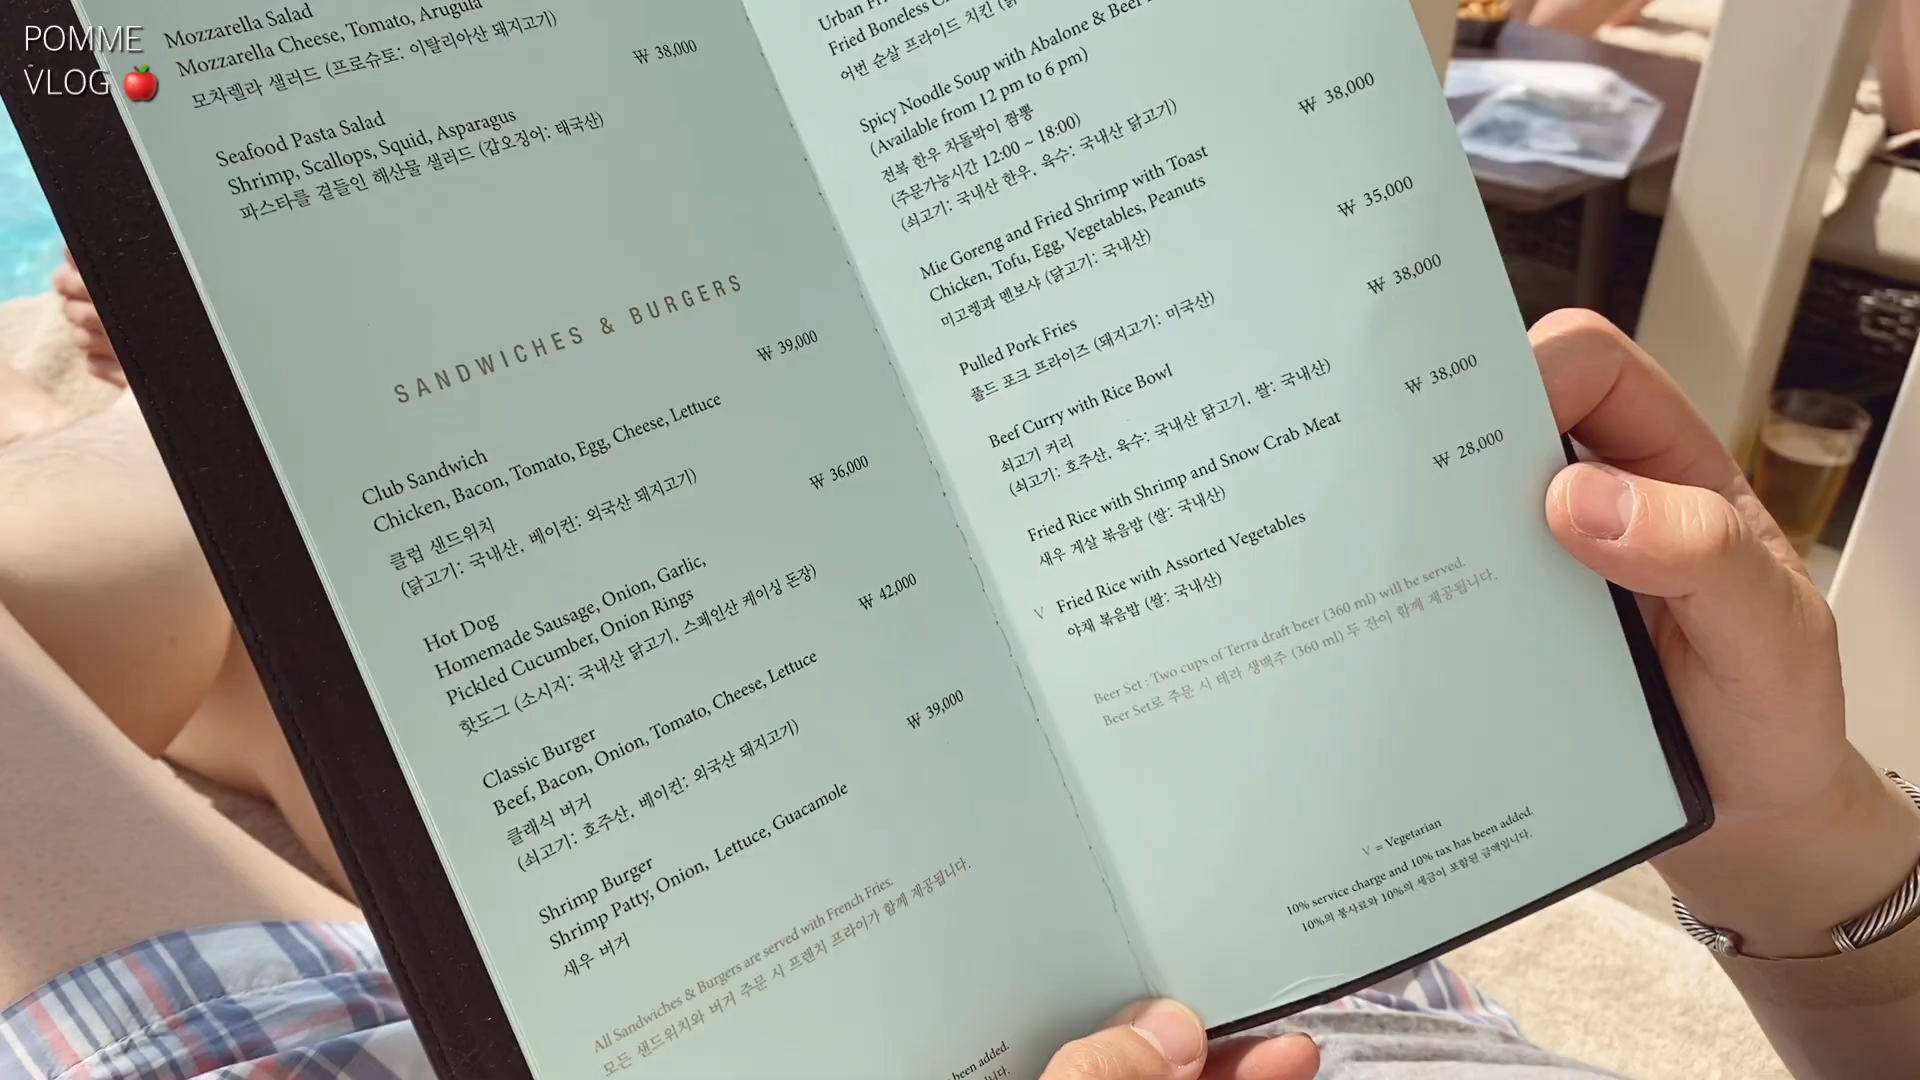 POMME
VLOG
Mozzarella Salad
Mozzarella Cheese, Tomato, Arugula
모차렐라 샐러드 (프로슈토: 이탈리아산 돼지고기)
₩ 38,000
Seafood Pasta Salad
Shrimp, Scallops, Squid, Asparagus
파스타를 곁들인 해산물 샐러드 (갑오징어: 태국산)
SANDWICHES & BURGERS
₩ 39,000
Club Sandwich
Chicken, Bacon, Tomato, Egg, Cheese, Lettuce
클럽 샌드위치
(닭고기: 국내산, 베이컨: 외국산 돼지고기)
₩ 36,000
Hot Dog
Homemade Sausage, Onion, Garlic,
Pickled Cucumber, Onion Rings
핫도그 (소시지: 국내산 닭고기, 스페인산 케이싱 돈장)
₩ 42,000
Classic Burger
Beef, Bacon, Onion, Tomato, Cheese, Lettuce
클래식 버거
(쇠고기: 호주산, 베이컨: 외국산 돼지고기)
₩ 39,000
Shrimp Burger
Shrimp Patty, Onion, Lettuce, Guacamole
새우 버거
All Sandwiches & Burgers are served with French Fries.
모든 샌드위치와 버거 주문 시 프렌치 프라이가 함께 제공됩니다.
been added.
Urban
Fried Boneless
어번 순살 프라이드 치킨
Spicy Noodle Soup with Abalone & Beef
(Available from 12 pm to 6 pm)
전복 한우 차돌박이 짬뽕
(주문가능시간 12:00 ~ 18:00)
(쇠고기: 국내산 한우, 육수: 국내산 닭고기)
₩ 38,000
Mie Goreng and Fried Shrimp with Toast
Chicken, Tofu, Egg, Vegetables, Peanuts
미고렝과 멘보샤 (닭고기: 국내산)
₩ 35,000
Pulled Pork Fries
풀드 포크 프라이즈 (돼지고기: 미국산)
₩ 38,000
Beef Curry with Rice Bowl
쇠고기 커리
(쇠고기: 호주산, 육수: 국내산 닭고기, 쌀: 국내산)
₩ 38,000
Fried Rice with Shrimp and Snow Crab Meat
새우 게살 볶음밥 (쌀: 국내산)
₩ 28,000
V Fried Rice with Assorted Vegetables
야채 볶음밥 (쌀: 국내산)
Beer Set : Two cups of Terra draft beer (360 ml) will be served.
Beer Set로 주문 시 테라 생맥주 (360 ml) 두 잔이 함께 제공됩니다.
V = Vegetarian
10% service charge and 10% tax has been added.
10%의 봉사료와 10%의 세금이 포함된 금액입니다.